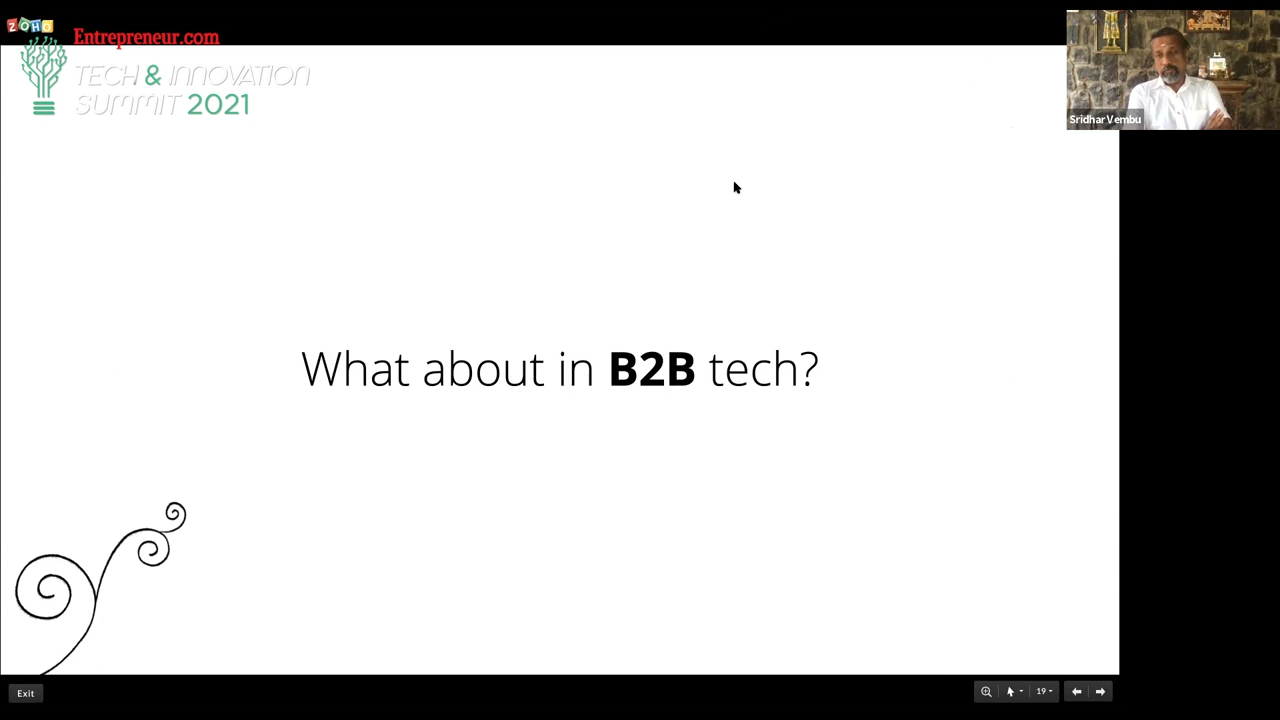 ZOHO
Entrepreneur.com
TECH & INNOVATION
SUMMIT 2021
Sridhar Vembu
What about in B2B tech?
Exit
19